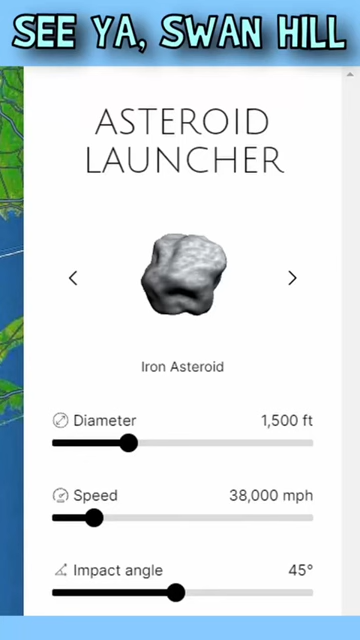 SEE YA, SWAN HILL
ASTEROID
LAUNCHER
Iron Asteroid
Diameter 1,500 ft
Speed 38,000 mph
Impact angle 45°